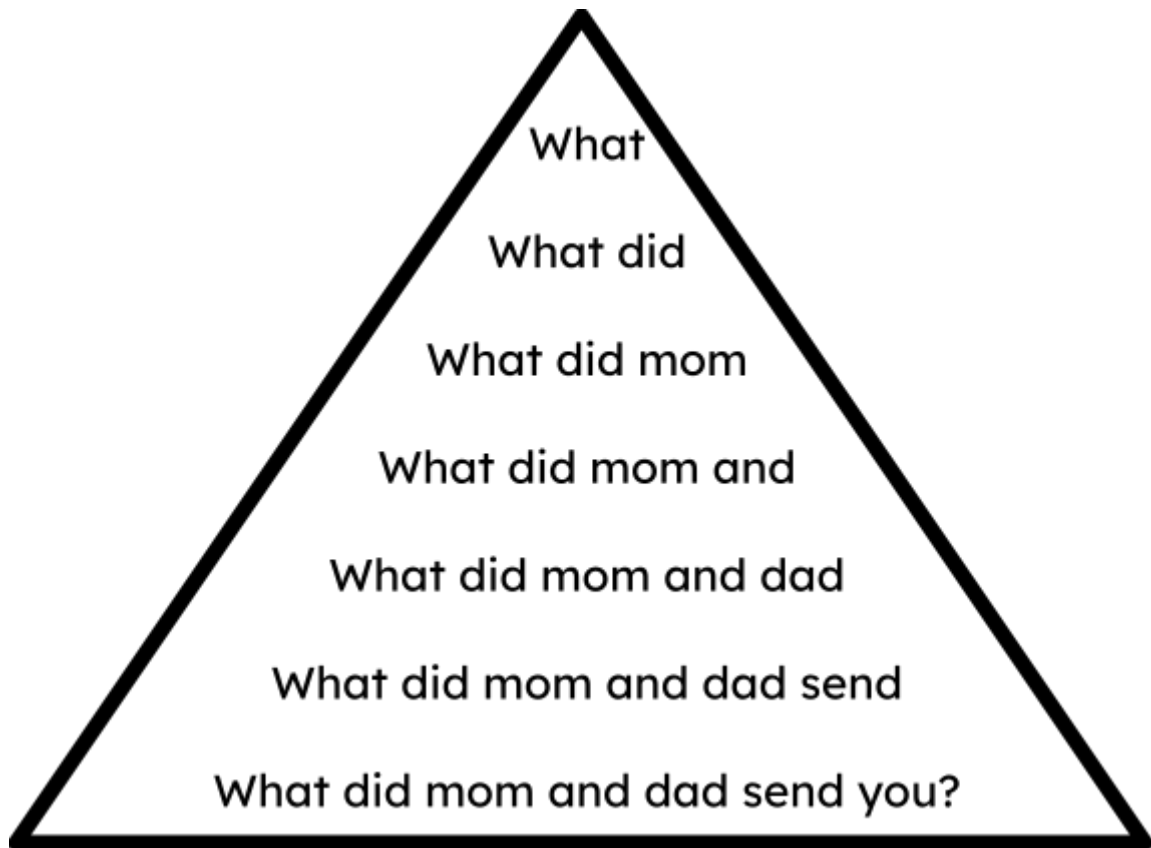 What
What did
What did mom
What did mom and
What did mom and dad
What did mom and dad send
What did mom and dad send you?